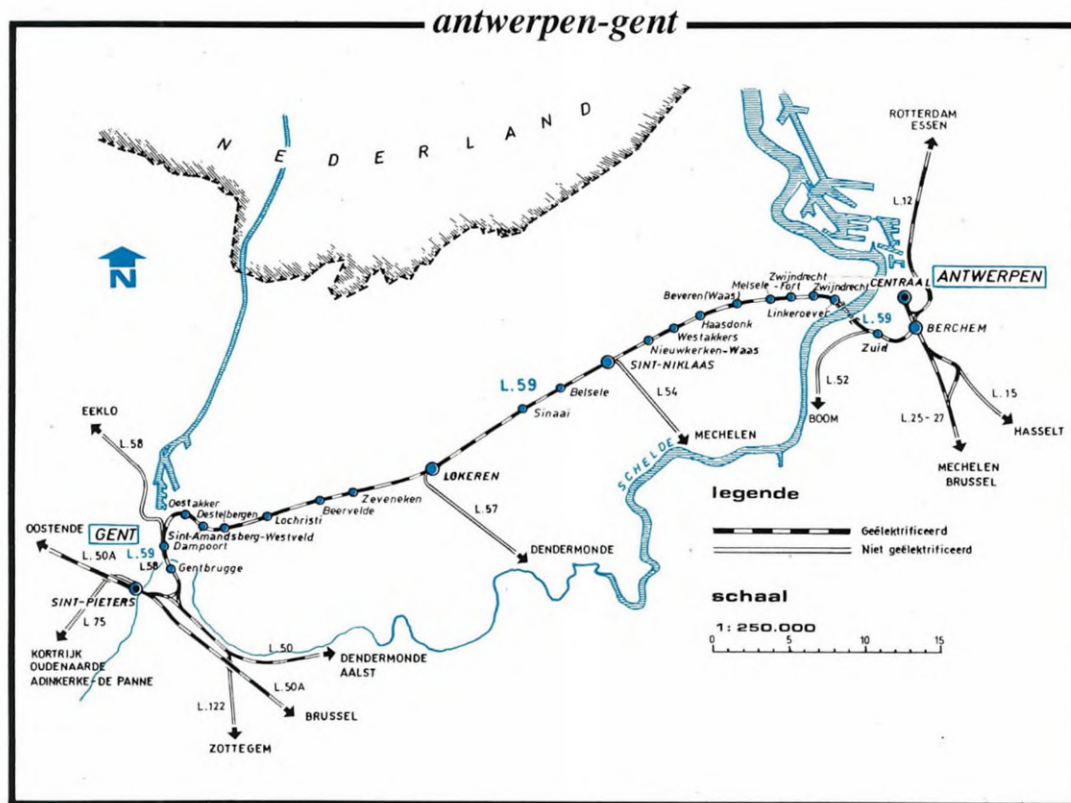 antwerpen-gent
NEDERLAND
ROTTERDAM
ESSEN
L.12
N
CENTRAAL
ANTWERPEN
Zwijndrecht
Melsele - Fort
Zwijndrecht
Beveren (Waas)
Linkeroever
L.59
BERCHEM
Haasdonk
Zuid
Westakkers
Nieuwkerken-Waas
SINT-NIKLAAS
L.59
Belsele
L.54
L.52
L.15
Sinaai
BOOM
L.25-27
HASSELT
EEKLO
L.58
MECHELEN
SCHELDE
MECHELEN
BRUSSEL
LOKEREN
Zeveneken
Beervelde
Lochristi
Oostakker
Destelbergen
Sint-Amandsberg-Westveld
L.57
DENDERMONDE
OOSTENDE
GENT
L.50A
L.59
Dampoort
L.58
Gentbrugge
SINT-PIETERS
L 75
KORTRIJK
OUDENAARDE
ADINKERKE-DE PANNE
L.50
DENDERMONDE
AALST
L.50A
L.122
BRUSSEL
ZOTTEGEM
legende
Geëlektrificeerd
Niet geëlektrificeerd
schaal
1: 250.000
0 5 10 15